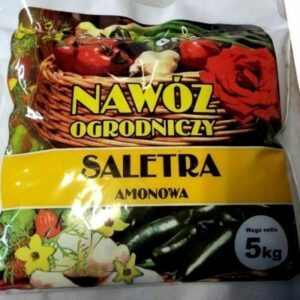 NAWÓZ
OGRODNICZY
SALETRA
AMONOWA
Waga netto
5kg